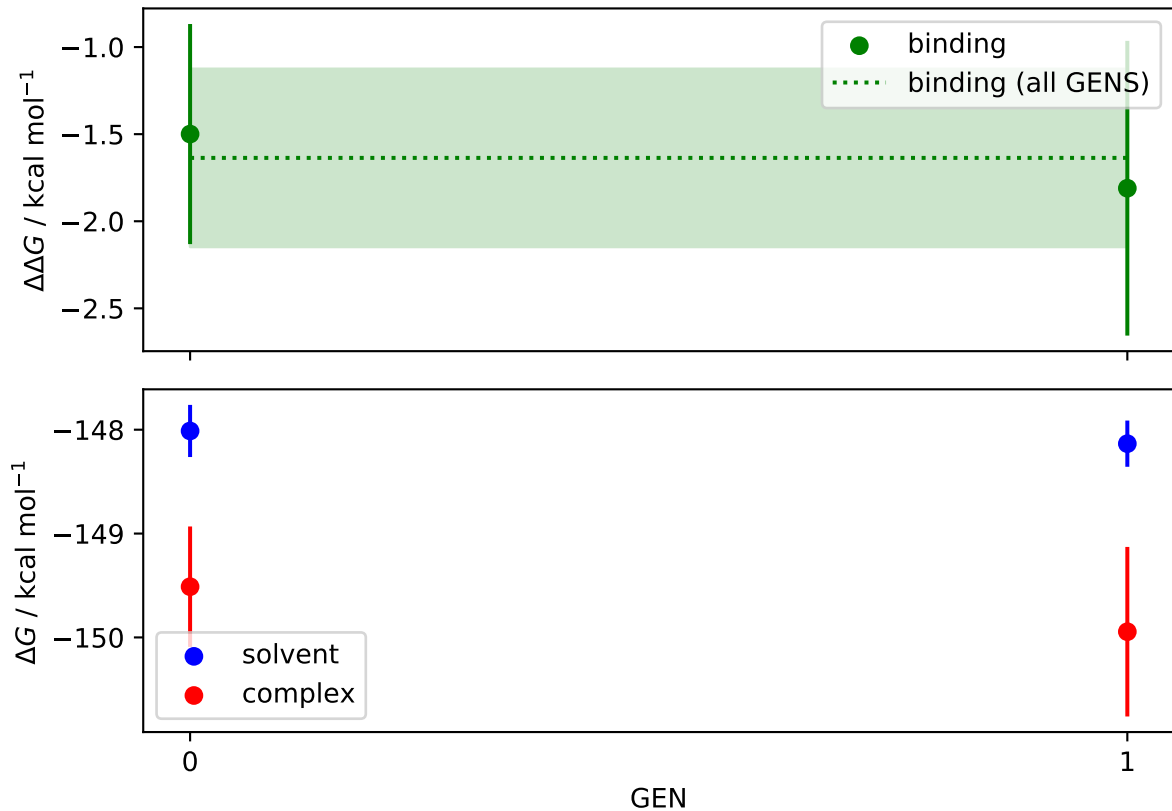 −1.0
−1.5
−2.0
−2.5
ΔΔG / kcal mol⁻¹
binding
binding (all GENS)
−148
−149
−150
ΔG / kcal mol⁻¹
solvent
complex
0
1
GEN